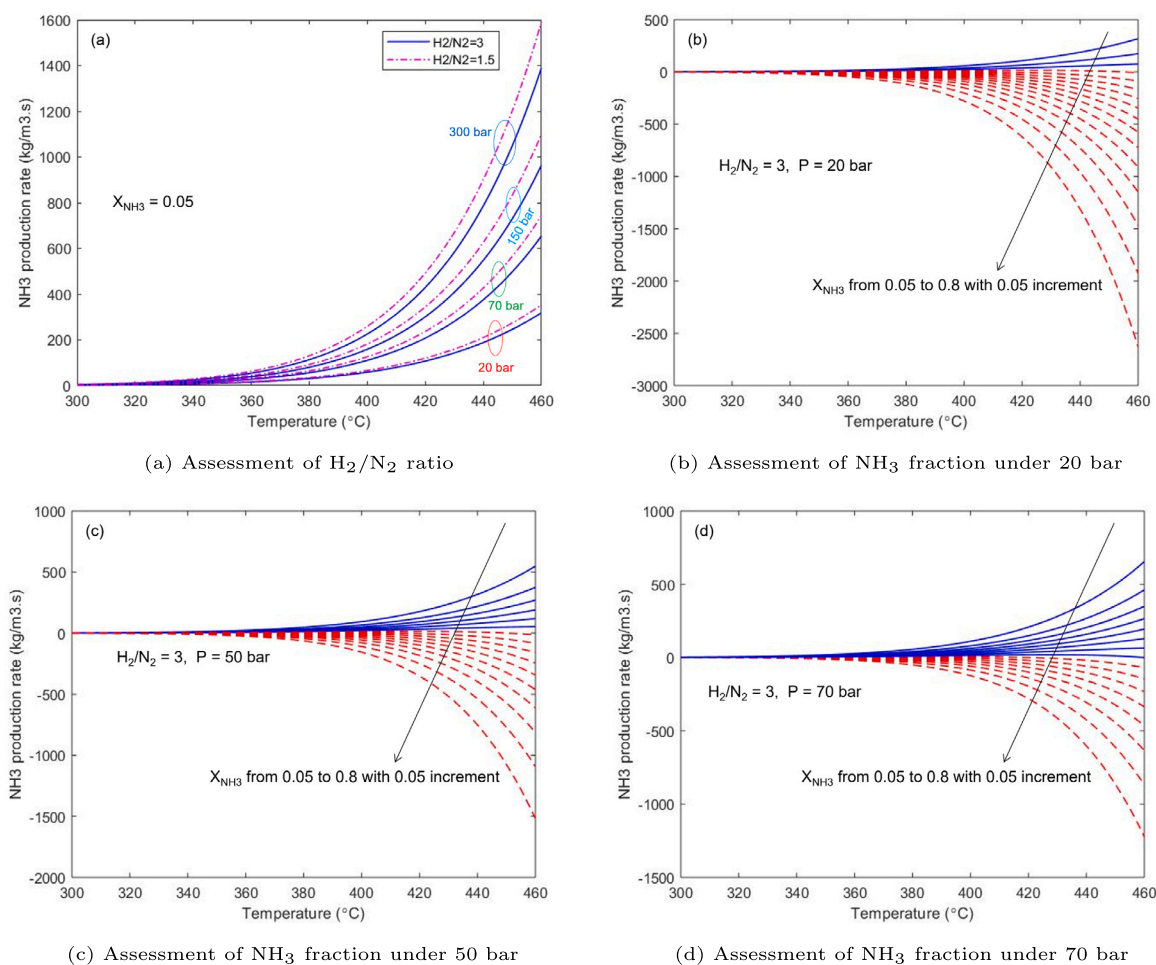 (a)
H2/N2=3
H2/N2=1.5
300 bar
150 bar
70 bar
20 bar
X_NH3 = 0.05
NH3 production rate (kg/m3.s)
1600
1400
1200
1000
800
600
400
200
0
300 320 340 360 380 400 420 440 460
Temperature (°C)
(a) Assessment of H₂/N₂ ratio
(b)
NH3 production rate (kg/m3.s)
500
0
-500
-1000
-1500
-2000
-2500
-3000
H₂/N₂ = 3, P = 20 bar
X_NH3 from 0.05 to 0.8 with 0.05 increment
300 320 340 360 380 400 420 440 460
Temperature (°C)
(b) Assessment of NH₃ fraction under 20 bar
(c)
NH3 production rate (kg/m3.s)
1000
500
0
-500
-1000
-1500
-2000
H₂/N₂ = 3, P = 50 bar
X_NH3 from 0.05 to 0.8 with 0.05 increment
300 320 340 360 380 400 420 440 460
Temperature (°C)
(c) Assessment of NH₃ fraction under 50 bar
(d)
NH3 production rate (kg/m3.s)
1000
500
0
-500
-1000
-1500
H₂/N₂ = 3, P = 70 bar
X_NH3 from 0.05 to 0.8 with 0.05 increment
300 320 340 360 380 400 420 440 460
Temperature (°C)
(d) Assessment of NH₃ fraction under 70 bar